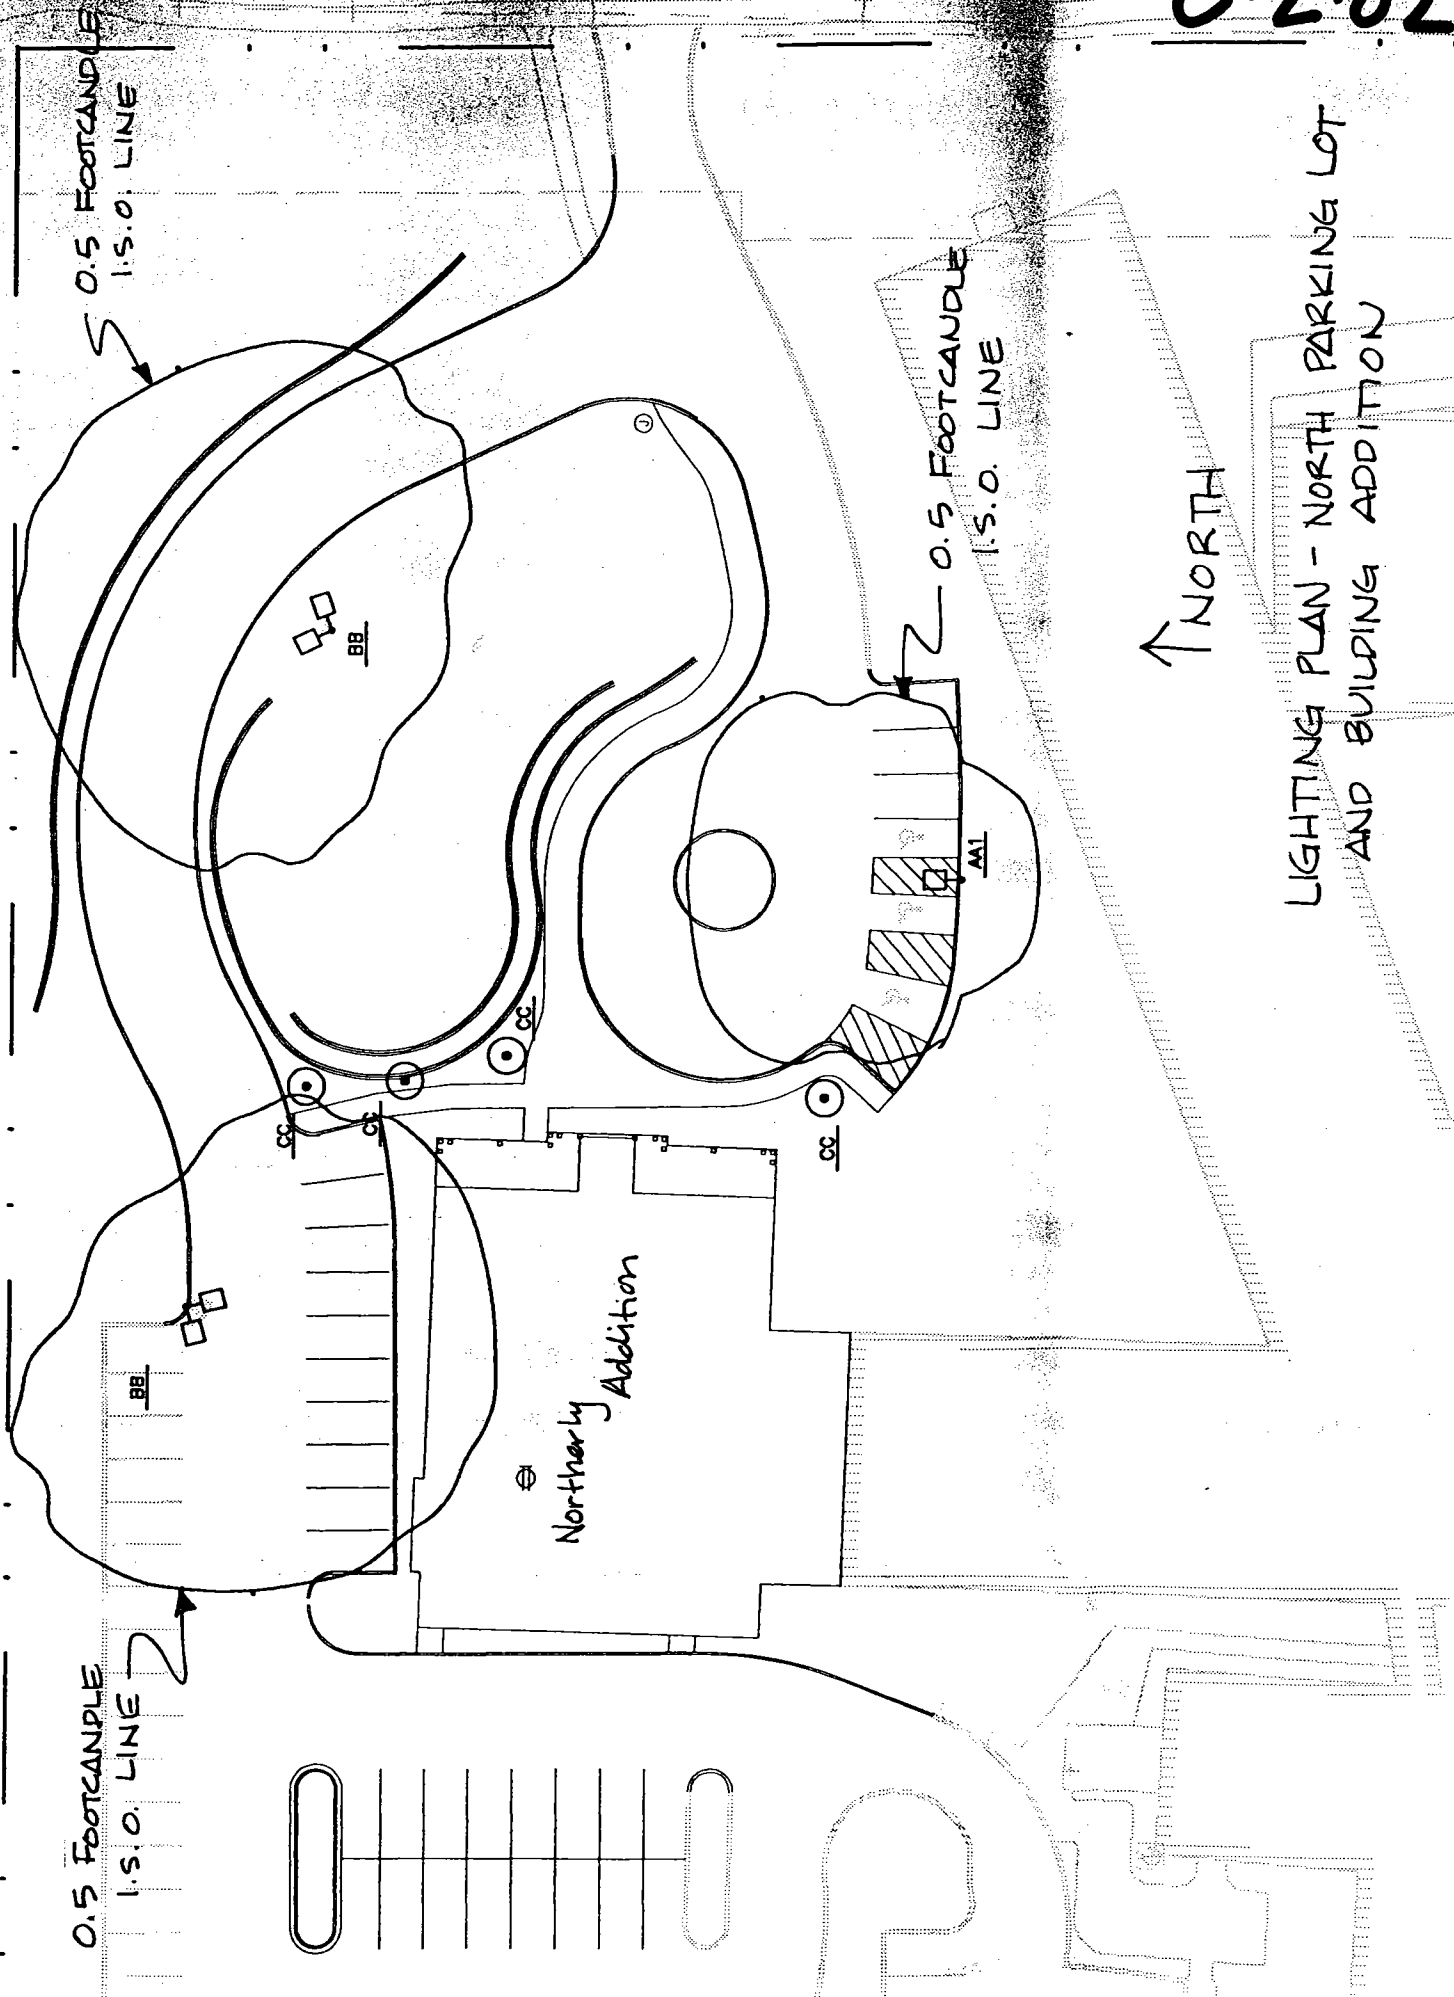 0.5 FOOTCANDLE
I.S.O. LINE
0.5 FOOTCANDLE
I.S.O. LINE
0.5 FOOTCANDLE
I.S.O. LINE
BB
BB
CC
CC
CC
CC
AA1
J
Northerly
Addition
↑ NORTH
LIGHTING PLAN - NORTH PARKING LOT
AND BUILDING ADDITION